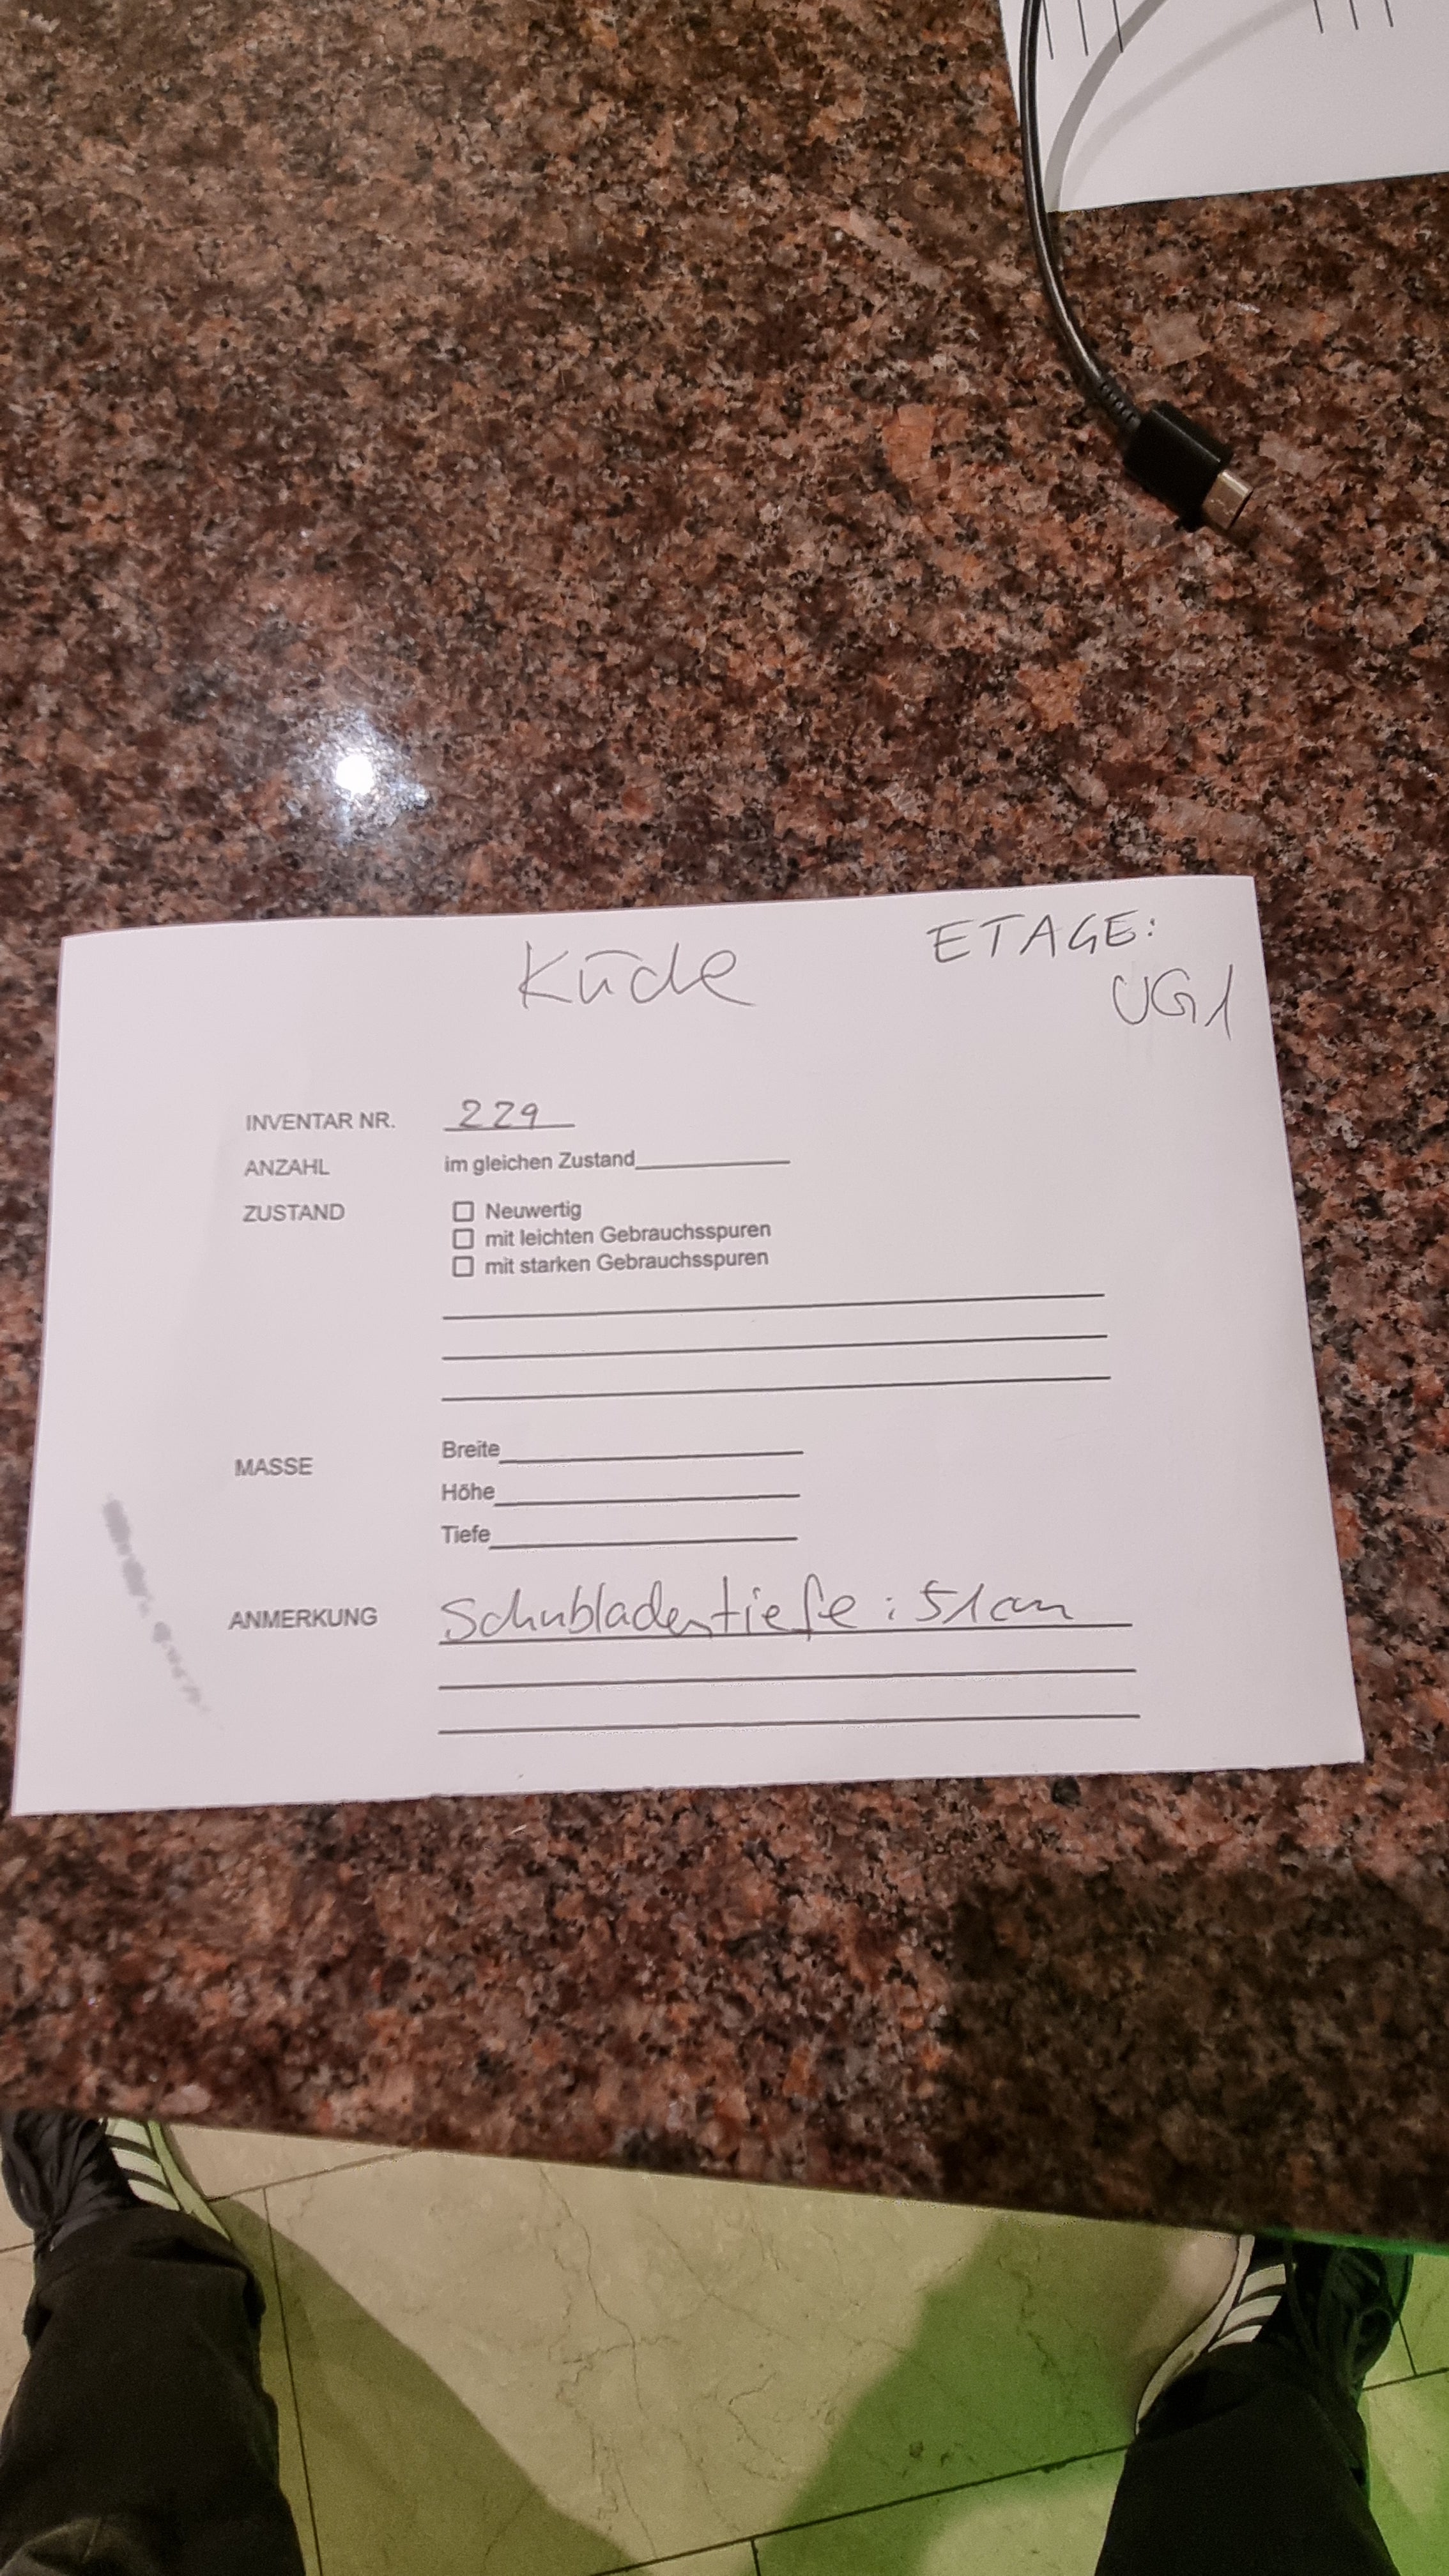 Küche
ETAGE:
UG1
INVENTAR NR. 229
ANZAHL im gleichen Zustand
ZUSTAND
Neuwertig
mit leichten Gebrauchsspuren
mit starken Gebrauchsspuren
MASSE
Breite
Höhe
Tiefe
ANMERKUNG Schubladentiefe: 51cm